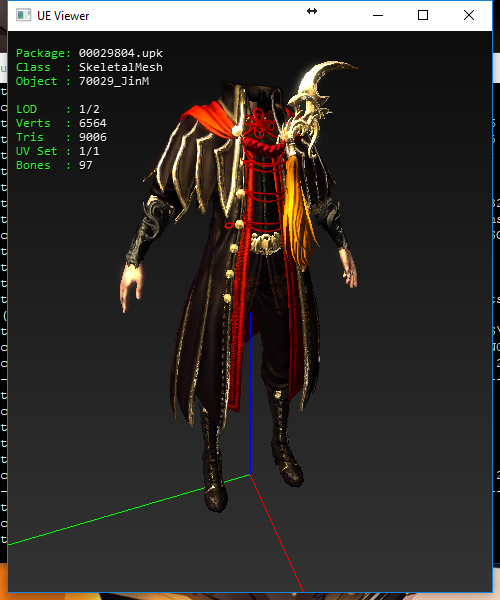 UE Viewer
Package: 00029804.upk
Class : SkeletalMesh
Object : 70029_JinM
LOD : 1/2
Verts : 6564
Tris : 9006
UV Set : 1/1
Bones : 97